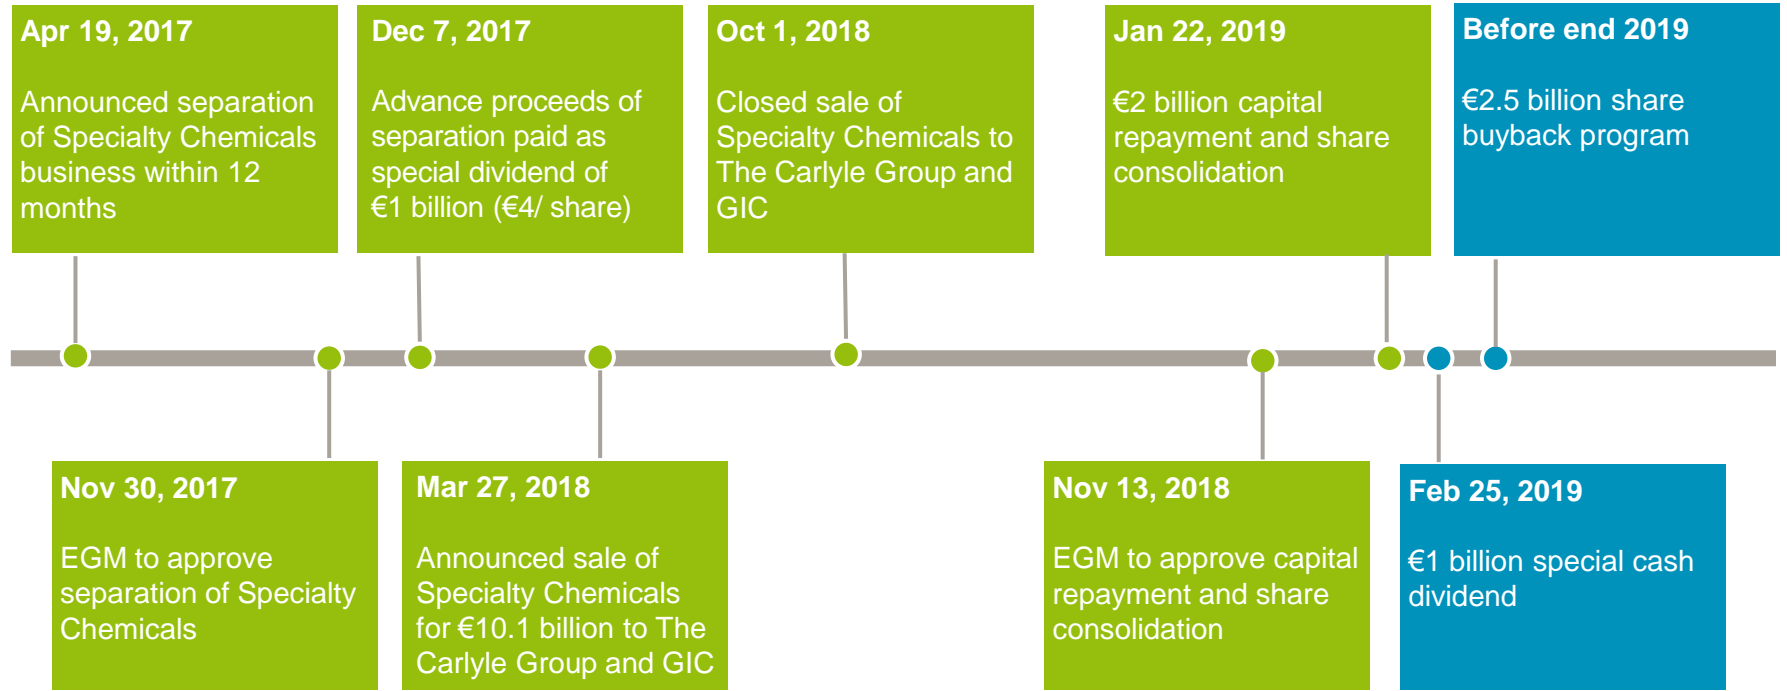 Apr 19, 2017
Announced separation
of Specialty Chemicals
business within 12
months
Dec 7, 2017
Advance proceeds of
separation paid as
special dividend of
€1 billion (€4/ share)
Oct 1, 2018
Closed sale of
Specialty Chemicals to
The Carlyle Group and
GIC
Jan 22, 2019
€2 billion capital
repayment and share
consolidation
Before end 2019
€2.5 billion share
buyback program
Nov 30, 2017
EGM to approve
separation of Specialty
Chemicals
Mar 27, 2018
Announced sale of
Specialty Chemicals
for €10.1 billion to The
Carlyle Group and GIC
Nov 13, 2018
EGM to approve capital
repayment and share
consolidation
Feb 25, 2019
€1 billion special cash
dividend